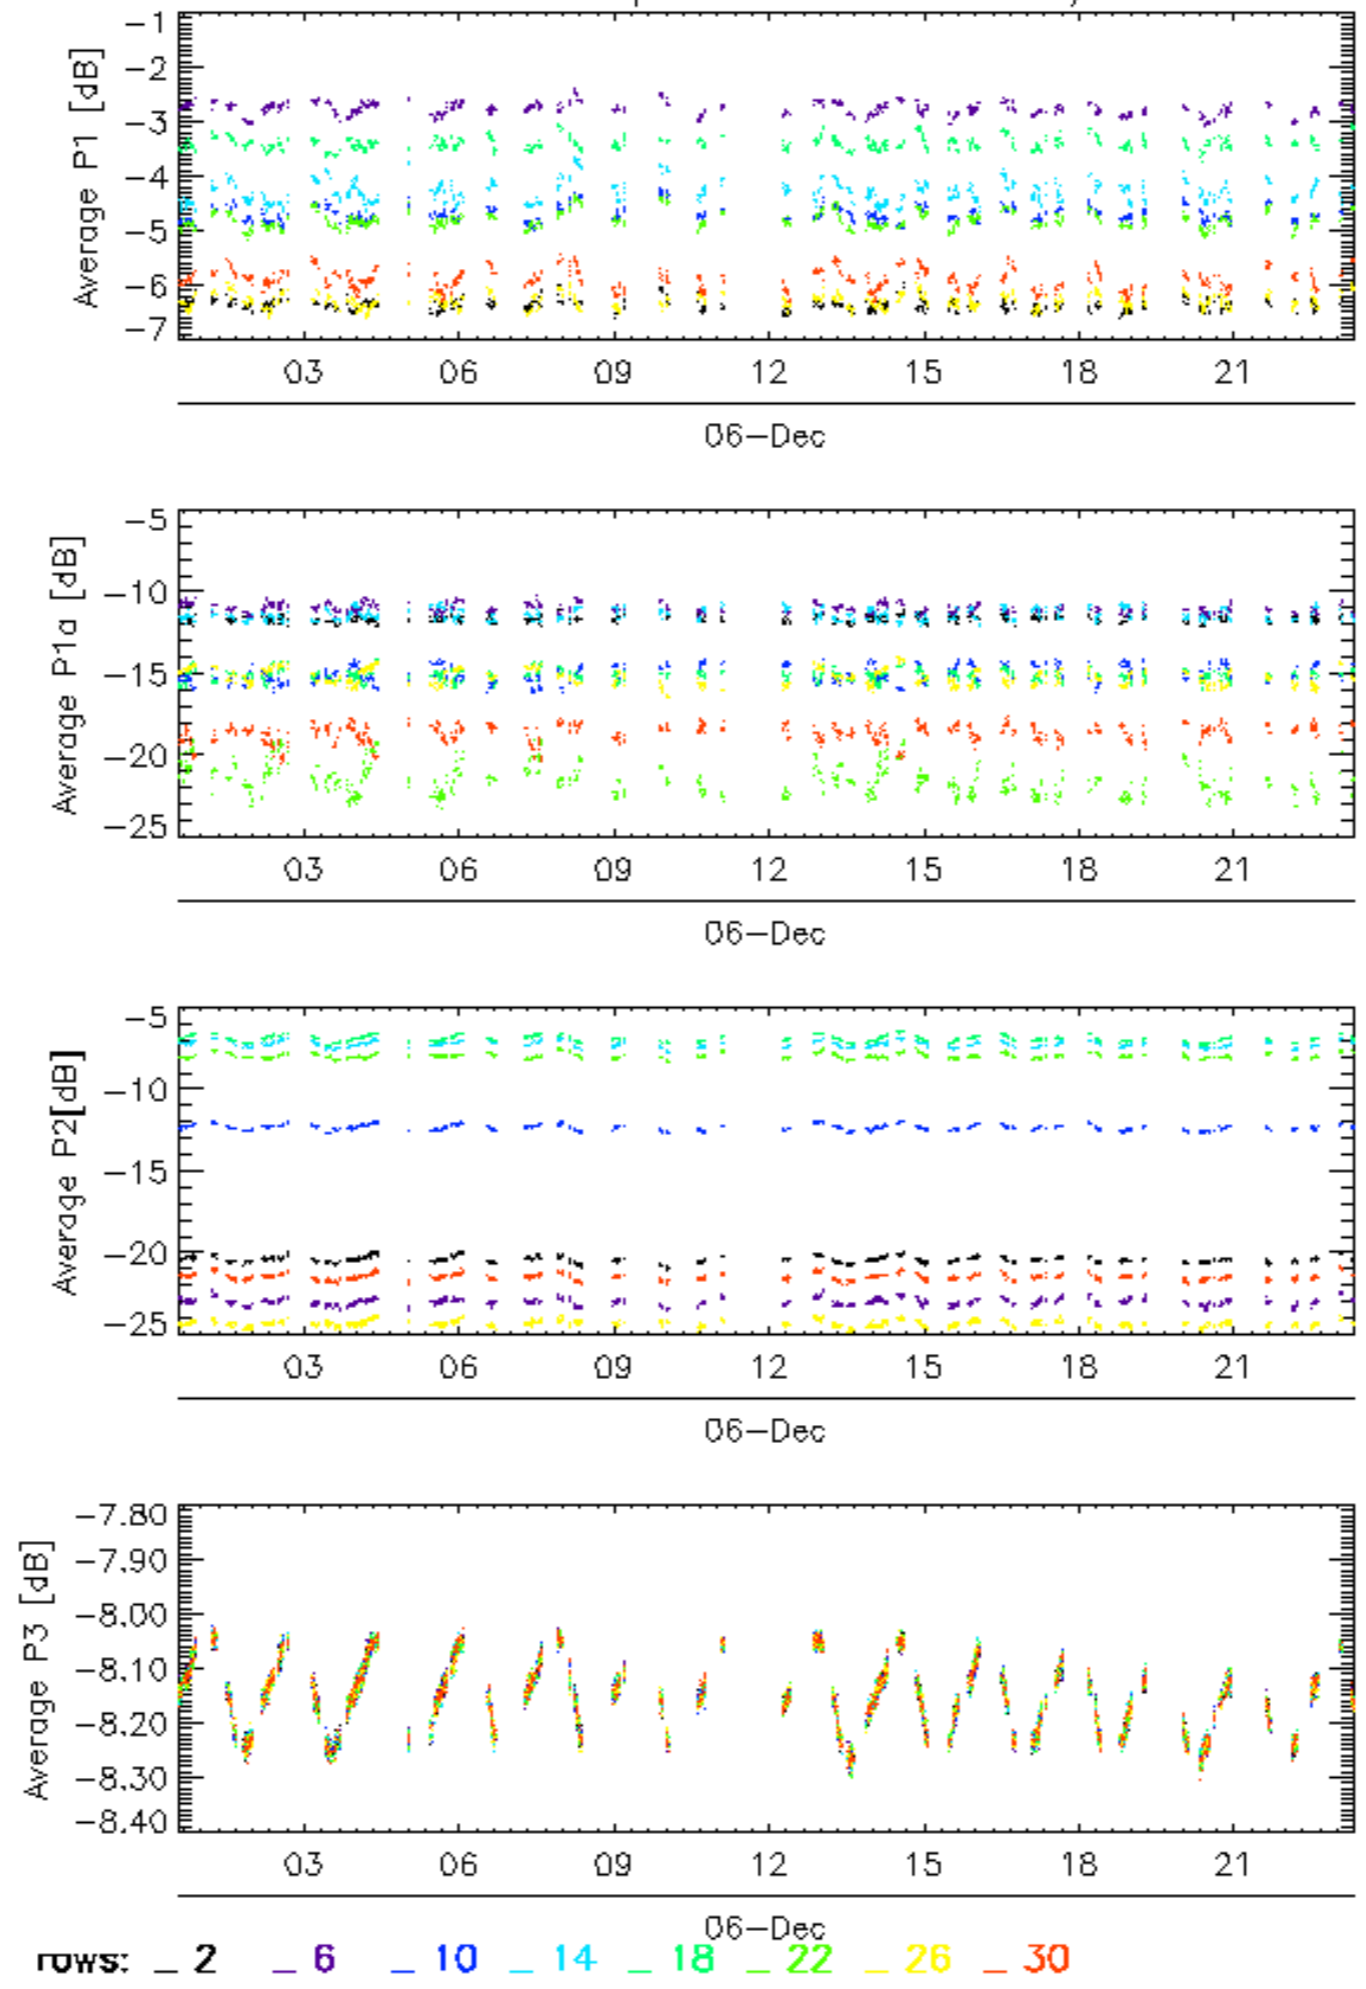 -1
-2
-3
-4
-5
-6
-7
Average P1 [dB]
03 06 09 12 15 18 21
06-Dec
-5
-10
-15
-20
-25
Average P1a [dB]
03 06 09 12 15 18 21
06-Dec
-5
-10
-15
-20
-25
Average P2[dB]
03 06 09 12 15 18 21
06-Dec
-7.80
-7.90
-8.00
-8.10
-8.20
-8.30
-8.40
Average P3 [dB]
03 06 09 12 15 18 21
06-Dec
rows: _ 2 _ 6 _ 10 _ 14 _ 18 _ 22 _ 26 _ 30